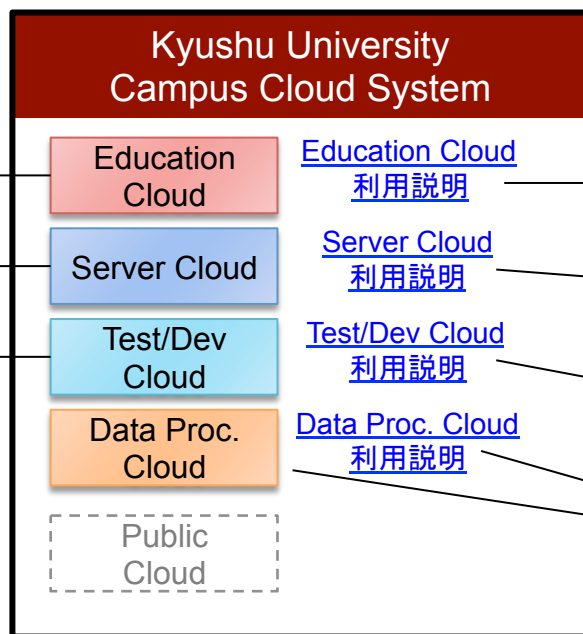 Kyushu University
Campus Cloud System
Education
Cloud
Education Cloud
利用説明
Server Cloud
Server Cloud
利用説明
Test/Dev
Cloud
Test/Dev Cloud
利用説明
Data Proc.
Cloud
Data Proc. Cloud
利用説明
Public
Cloud